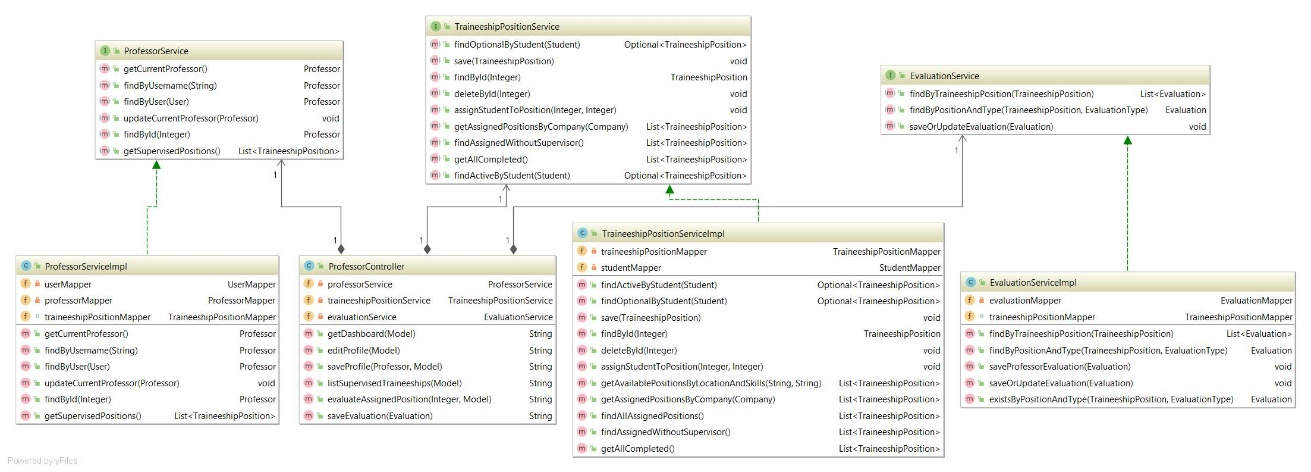 TraineeshipPositionService
findOptionalByStudent(Student) Optional<TraineeshipPosition>
save(TraineeshipPosition) void
findById(Integer) TraineeshipPosition
deleteById(Integer) void
assignStudentToPosition(Integer, Integer) void
getAssignedPositionsByCompany(Company) List<TraineeshipPosition>
findAssignedWithoutSupervisor() List<TraineeshipPosition>
getAllCompleted() List<TraineeshipPosition>
findActiveByStudent(Student) Optional<TraineeshipPosition>
ProfessorService
getCurrentProfessor() Professor
findByUsername(String) Professor
findByUser(User) Professor
updateCurrentProfessor(Professor) void
findById(Integer) Professor
getSupervisedPositions() List<TraineeshipPosition>
EvaluationService
findByTraineeshipPosition(TraineeshipPosition) List<Evaluation>
findByPositionAndType(TraineeshipPosition, EvaluationType) Evaluation
saveOrUpdateEvaluation(Evaluation) void
1
1
1
1
1
1
ProfessorServiceImpl
userMapper UserMapper
professorMapper ProfessorMapper
traineeshipPositionMapper TraineeshipPositionMapper
getCurrentProfessor() Professor
findByUsername(String) Professor
findByUser(User) Professor
updateCurrentProfessor(Professor) void
findById(Integer) Professor
getSupervisedPositions() List<TraineeshipPosition>
ProfessorController
professorService ProfessorService
traineeshipPositionService TraineeshipPositionService
evaluationService EvaluationService
getDashboard(Model) String
editProfile(Model) String
saveProfile(Professor, Model) String
listSupervisedTraineeships(Model) String
evaluateAssignedPosition(Integer, Model) String
saveEvaluation(Evaluation) String
TraineeshipPositionServiceImpl
traineeshipPositionMapper TraineeshipPositionMapper
studentMapper StudentMapper
findActiveByStudent(Student) Optional<TraineeshipPosition>
findOptionalByStudent(Student) Optional<TraineeshipPosition>
save(TraineeshipPosition) void
findById(Integer) TraineeshipPosition
deleteById(Integer) void
assignStudentToPosition(Integer, Integer) void
getAvailablePositionsByLocationAndSkills(String, String) List<TraineeshipPosition>
getAssignedPositionsByCompany(Company) List<TraineeshipPosition>
findAllAssignedPositions() List<TraineeshipPosition>
findAssignedWithoutSupervisor() List<TraineeshipPosition>
getAllCompleted() List<TraineeshipPosition>
EvaluationServiceImpl
evaluationMapper EvaluationMapper
traineeshipPositionMapper TraineeshipPositionMapper
findByTraineeshipPosition(TraineeshipPosition) List<Evaluation>
findByPositionAndType(TraineeshipPosition, EvaluationType) Evaluation
saveProfessorEvaluation(Evaluation) void
saveOrUpdateEvaluation(Evaluation) void
existsByPositionAndType(TraineeshipPosition, EvaluationType) Evaluation
Powered by yFiles